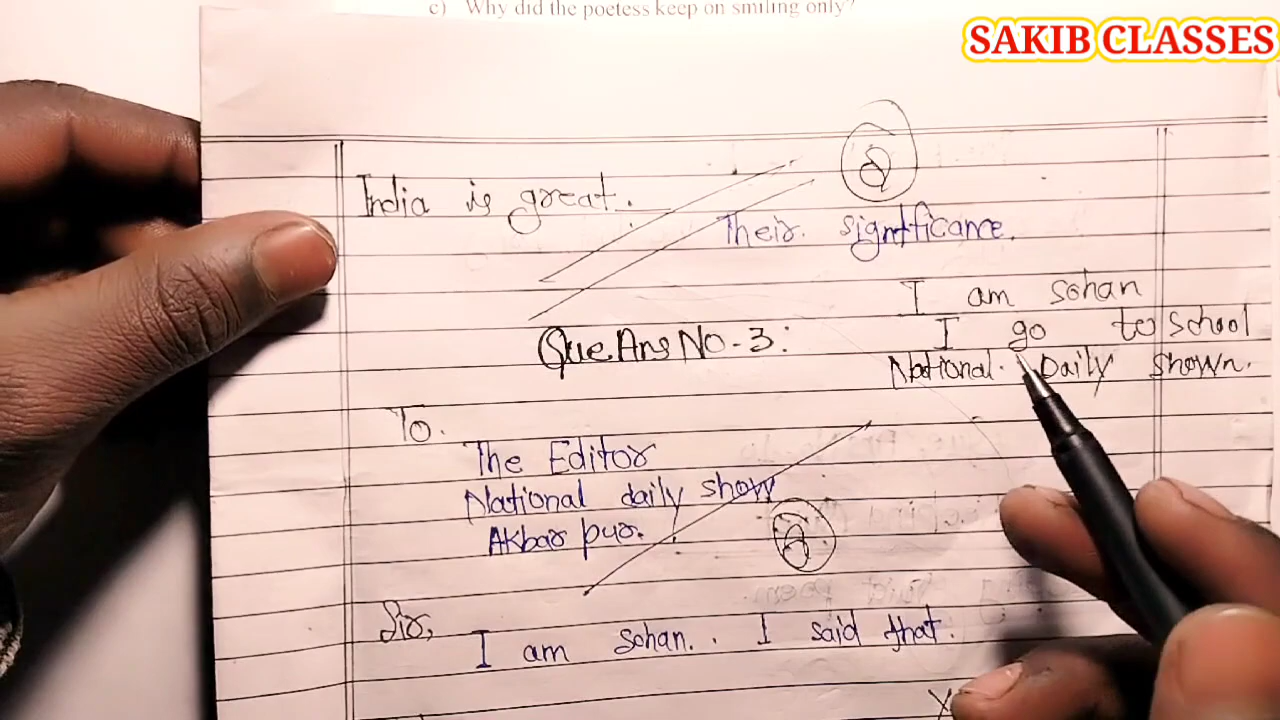 c) Why did the poetess keep on smiling only?
SAKIB CLASSES
India is great.
Their significance.
I am sohan
I go to school
National. Daily shown.
Que Ans No-3:
To.
The Editor
National daily show
Akbar pur.
Sir,
I am sohan. . I said that.